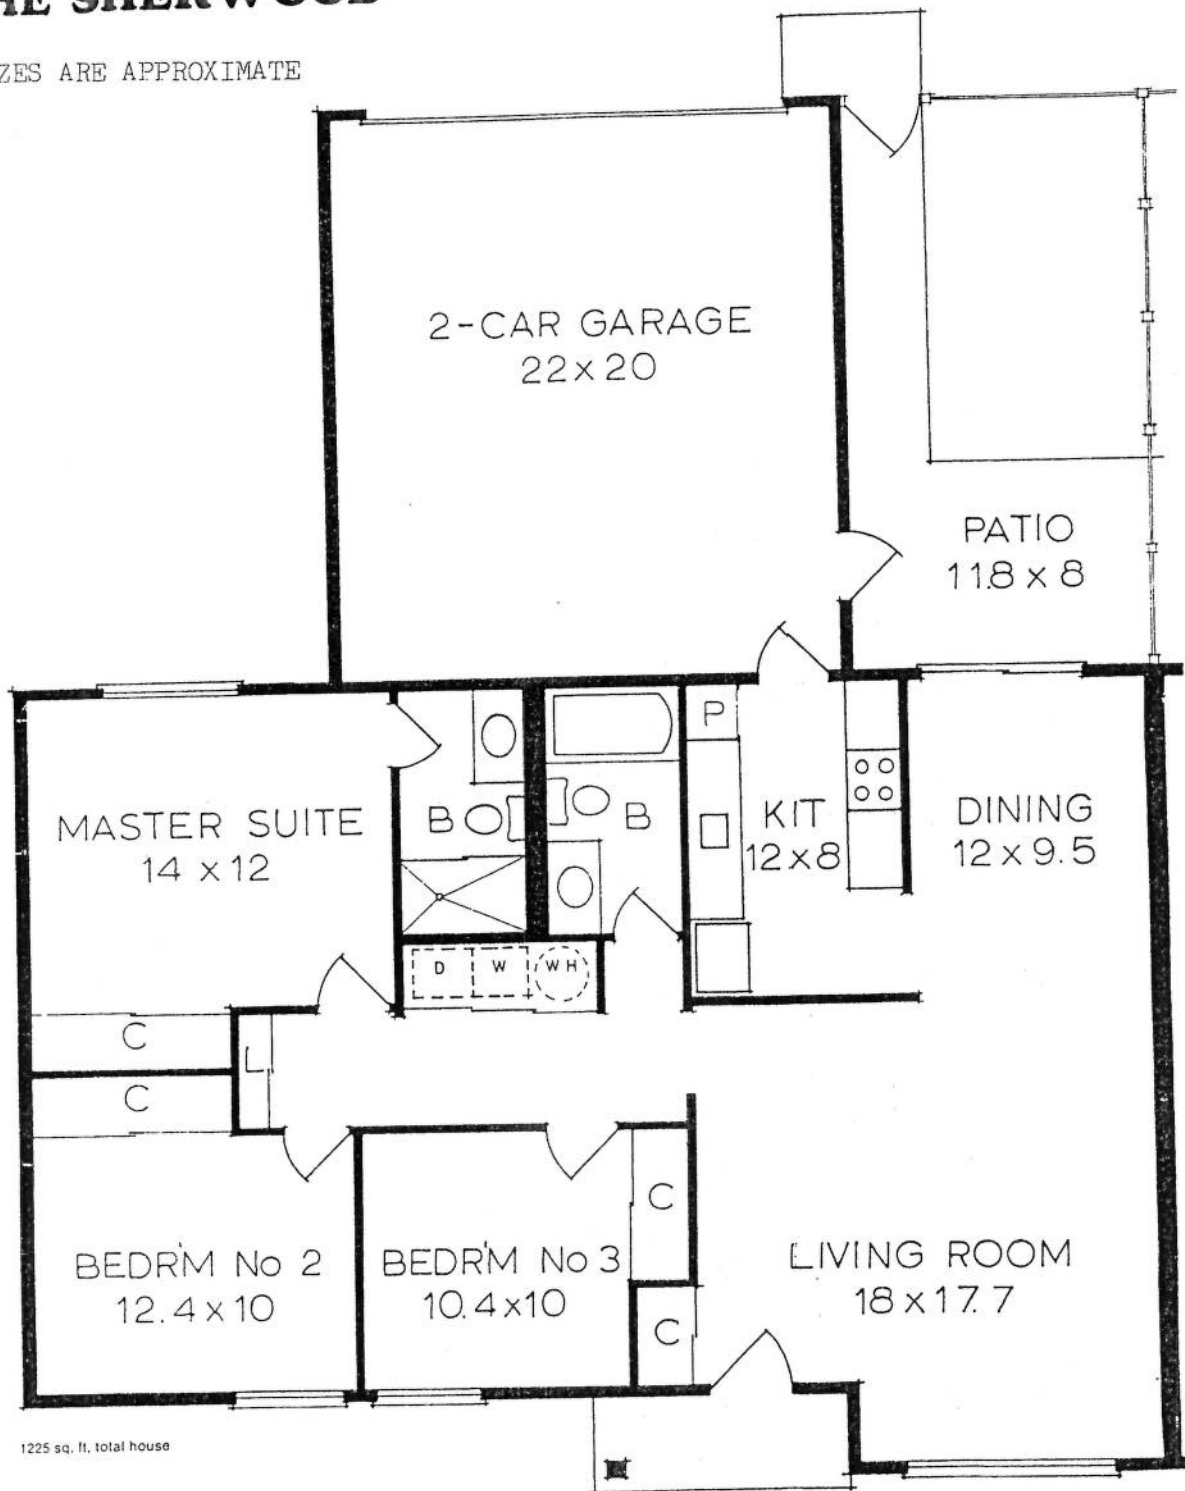 THE SHERWOOD
ZES ARE APPROXIMATE
2-CAR GARAGE
22 x 20
PATIO
11.8 x 8
P
B
B
KIT
12 x 8
DINING
12 x 9.5
MASTER SUITE
14 x 12
D W WH
C
L
C
C
BEDR'M No 2
12.4 x 10
BEDR'M No 3
10.4 x 10
LIVING ROOM
18 x 17.7
C
1225 sq. ft. total house